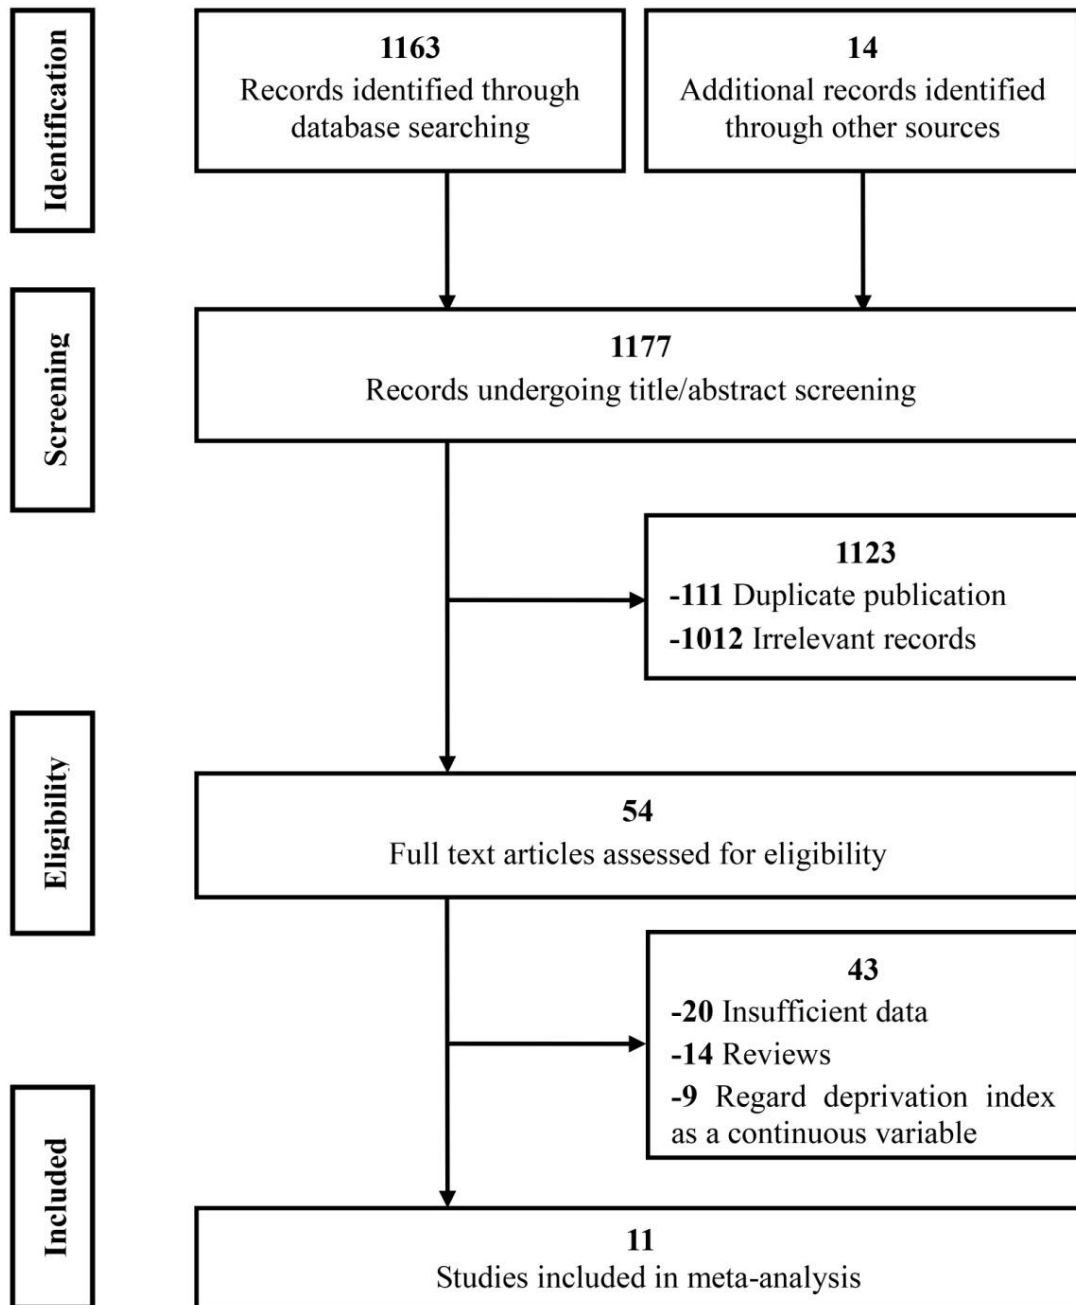 Identification
1163
Records identified through
database searching
14
Additional records identified
through other sources
Screening
1177
Records undergoing title/abstract screening
1123
-111 Duplicate publication
-1012 Irrelevant records
Eligibility
54
Full text articles assessed for eligibility
43
-20 Insufficient data
-14 Reviews
-9 Regard deprivation index
as a continuous variable
Included
11
Studies included in meta-analysis